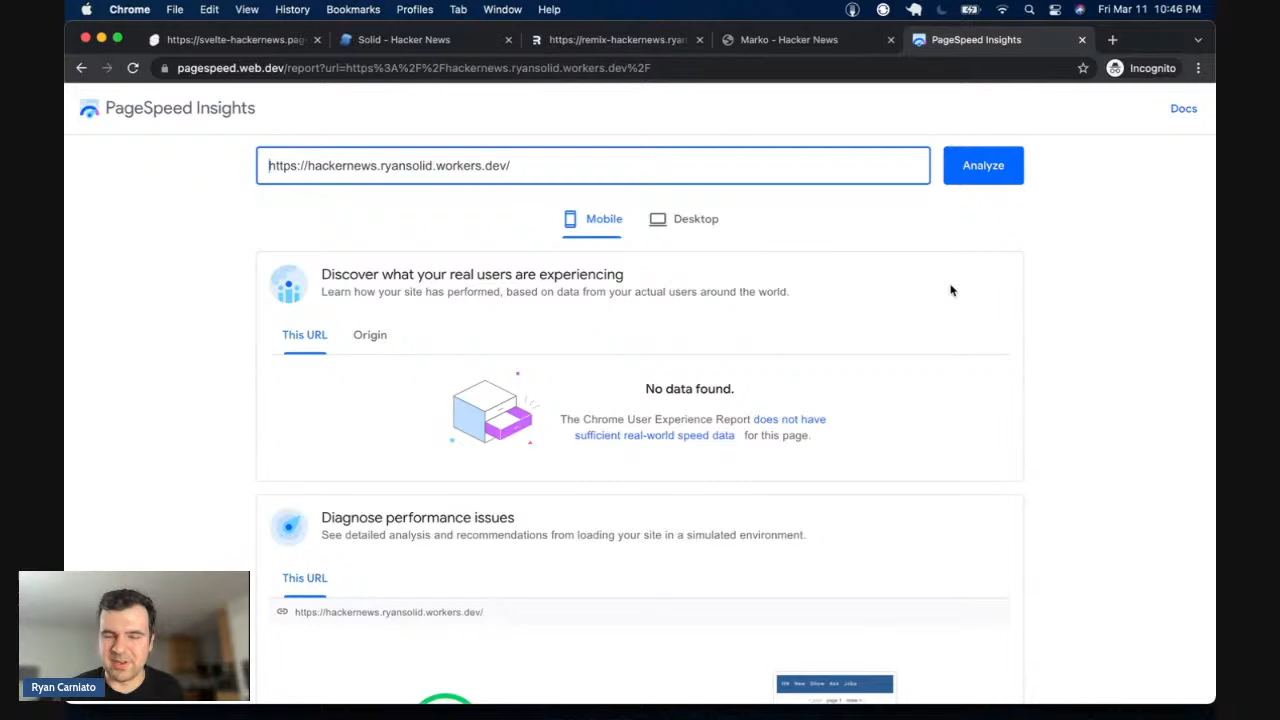 Chrome File Edit View History Bookmarks Profiles Tab Window Help Fri Mar 11 10:46 PM
https://svelte-hackernews.pag Solid - Hacker News https://remix-hackernews.ryan Marko - Hacker News PageSpeed Insights
pagespeed.web.dev/report?url=https%3A%2F%2Fhackernews.ryansolid.workers.dev%2F Incognito
PageSpeed Insights Docs
https://hackernews.ryansolid.workers.dev/ Analyze
Mobile Desktop
Discover what your real users are experiencing
Learn how your site has performed, based on data from your actual users around the world.
This URL Origin
No data found.
The Chrome User Experience Report does not have
sufficient real-world speed data for this page.
Diagnose performance issues
See detailed analysis and recommendations from loading your site in a simulated environment.
This URL
https://hackernews.ryansolid.workers.dev/
HN New Show Ask Jobs
Ryan Carniato